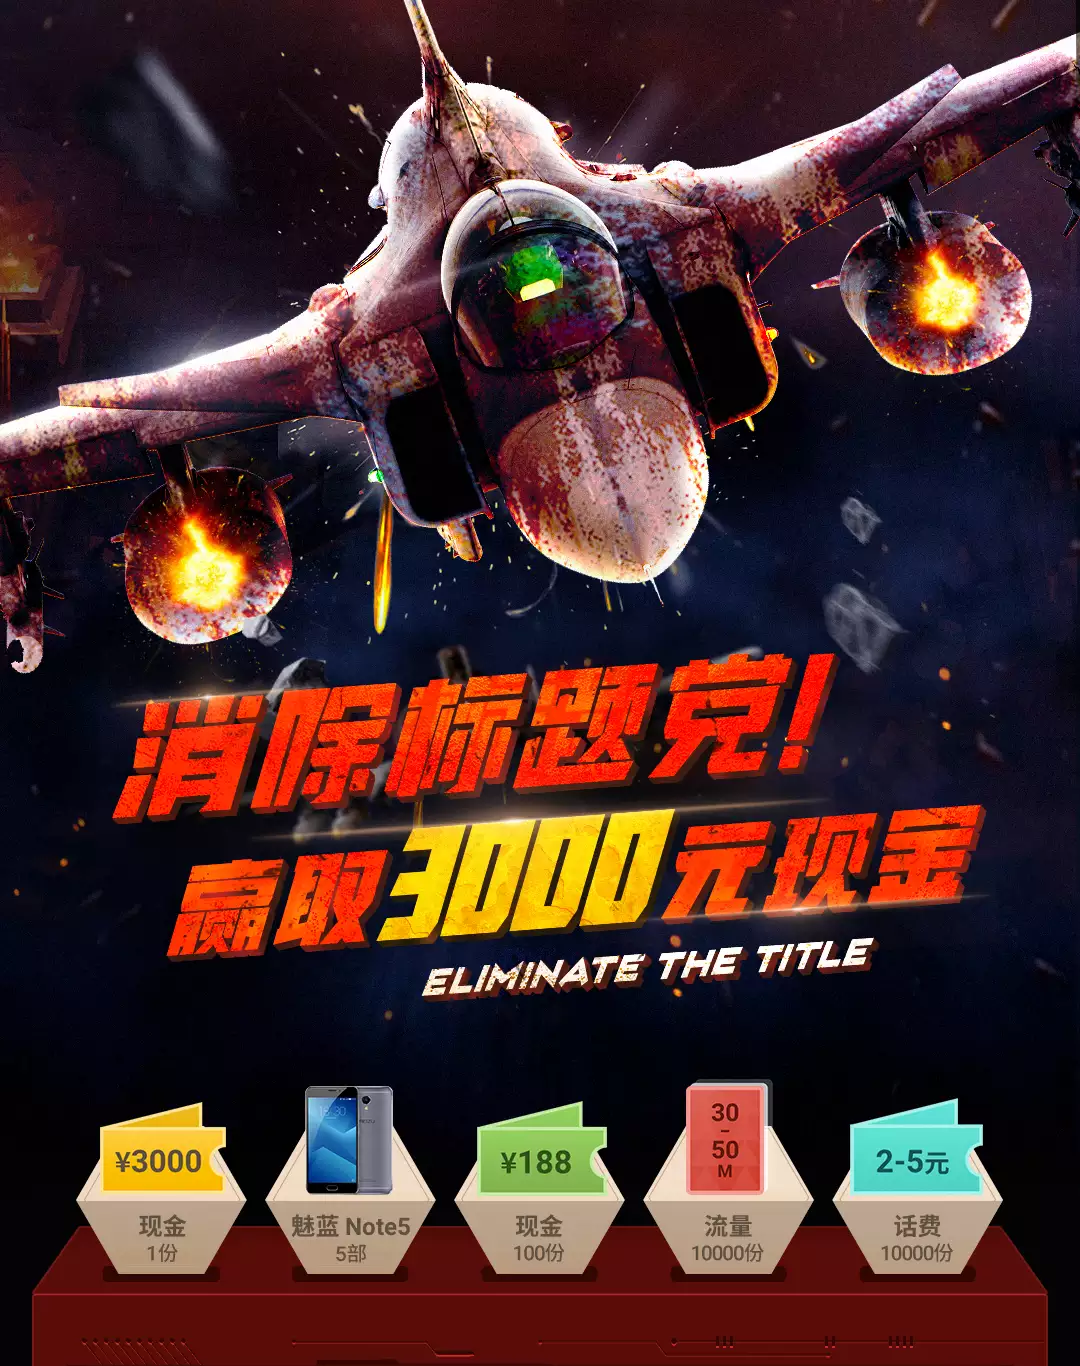 消除标题党!
赢取3000元现金
ELIMINATE THE TITLE
¥3000
¥188
30
-
50
M
2-5元
现金
1份
魅蓝 Note5
5部
现金
100份
流量
10000份
话费
10000份